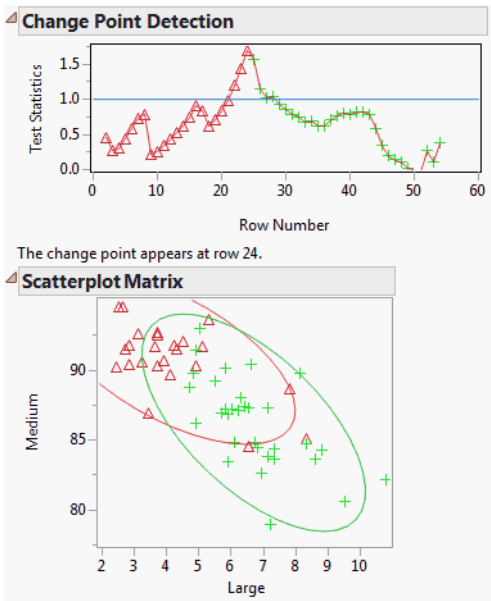 Change Point Detection
Test Statistics
1.5
1.0
0.5
0.0
0 10 20 30 40 50 60
Row Number
The change point appears at row 24.
Scatterplot Matrix
Medium
90
85
80
2 3 4 5 6 7 8 9 10
Large